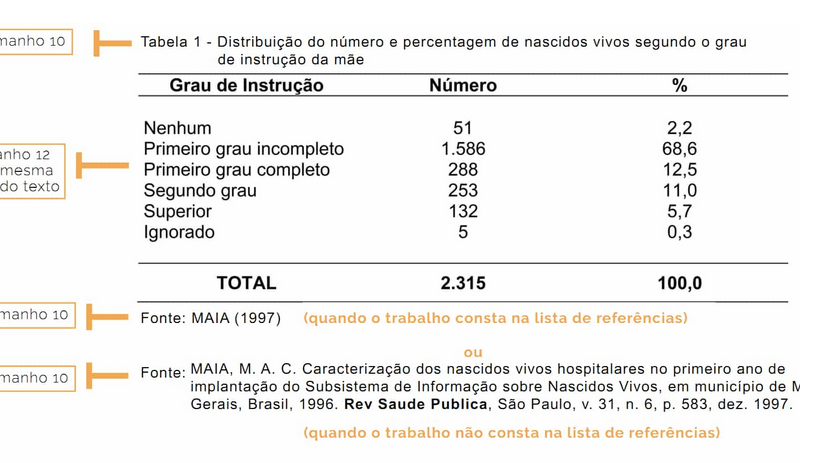 manho 10
Tabela 1 - Distribuição do número e percentagem de nascidos vivos segundo o grau
de instrução da mãe
Grau de Instrução Número %
Nenhum 51 2,2
anho 12
mesma
do texto
Primeiro grau incompleto 1.586 68,6
Primeiro grau completo 288 12,5
Segundo grau 253 11,0
Superior 132 5,7
Ignorado 5 0,3
TOTAL 2.315 100,0
manho 10
Fonte: MAIA (1997) (quando o trabalho consta na lista de referências)
ou
manho 10
Fonte: MAIA, M. A. C. Caracterização dos nascidos vivos hospitalares no primeiro ano de
implantação do Subsistema de Informação sobre Nascidos Vivos, em município de M
Gerais, Brasil, 1996. Rev Saude Publica, São Paulo, v. 31, n. 6, p. 583, dez. 1997.
(quando o trabalho não consta na lista de referências)